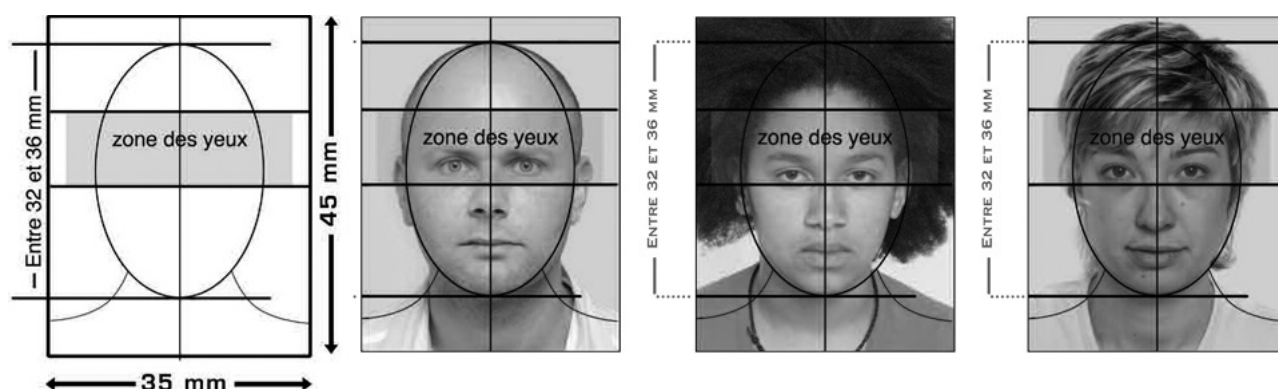 Entre 32 et 36 mm
zone des yeux
45 mm
35 mm
zone des yeux
ENTRE 32 ET 36 MM
zone des yeux
ENTRE 32 ET 36 MM
zone des yeux